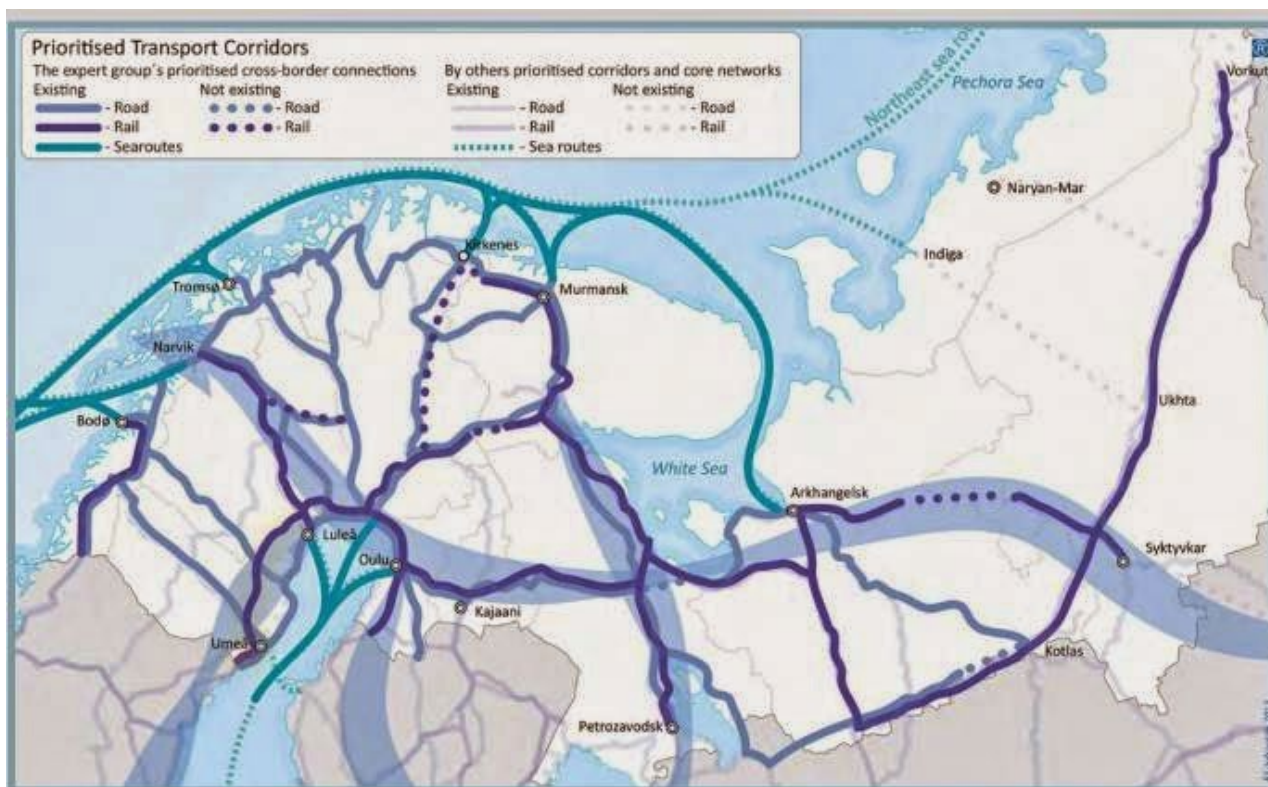 Prioritised Transport Corridors
The expert group's prioritised cross-border connections
Existing
Not existing
- Road
- Road
- Rail
- Rail
- Searoutes
By others prioritised corridors and core networks
Existing
Not existing
- Road
- Road
- Rail
- Rail
- Sea routes
Northeast sea
Pechora Sea
Vorkut
Naryan-Mar
Kirkenes
Indiga
Tromsø
Murmansk
Narvik
Ukhta
Bodø
White Sea
Arkhangelsk
Luleå
Syktyvkar
Oulu
Kajaani
Umeå
Kotlas
Petrozavodsk